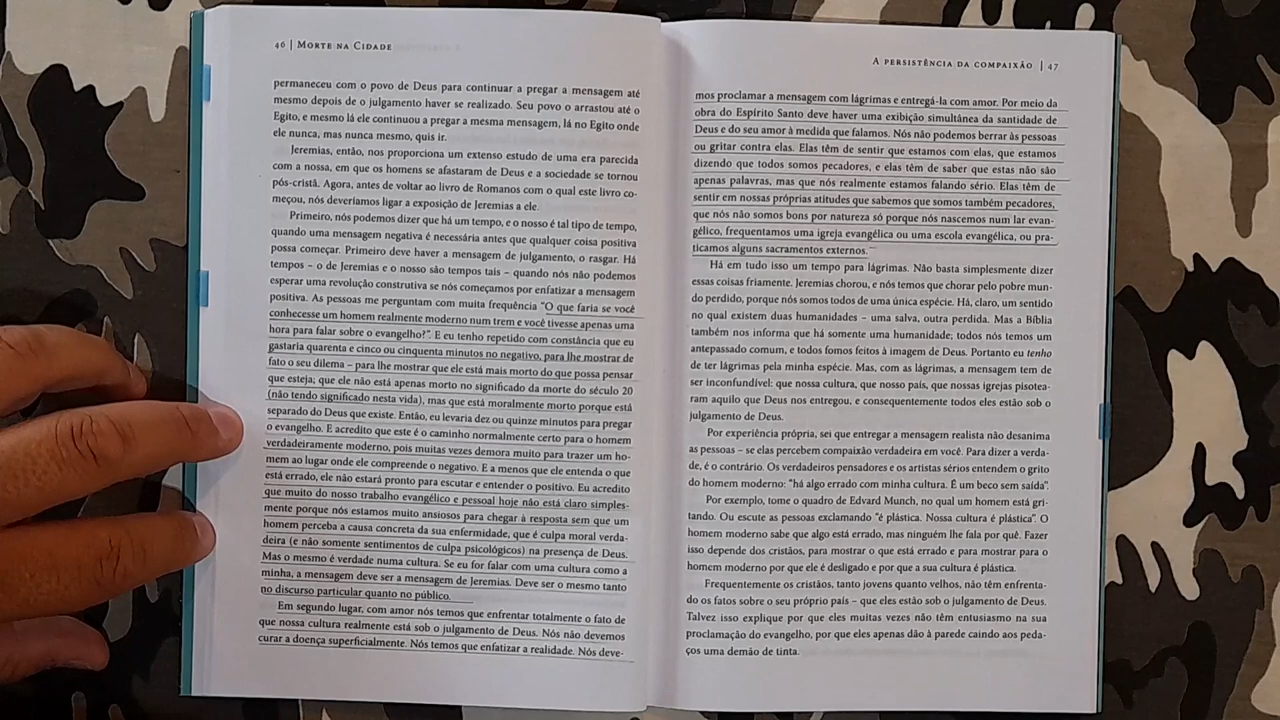 46 | Morte na Cidade
permaneceu com o povo de Deus para continuar a pregar a mensagem até
mesmo depois de o julgamento haver se realizado. Seu povo o arrastou até o
Egito, e mesmo lá ele continuou a pregar a mesma mensagem, lá no Egito onde
ele nunca, mas nunca mesmo, quis ir.
Jeremias, então, nos proporciona um extenso estudo de uma era parecida
com a nossa, em que os homens se afastaram de Deus e a sociedade se tornou
pós-cristã. Agora, antes de voltar ao livro de Romanos com o qual este livro co-
meçou, nós deveríamos ligar a exposição de Jeremias a ele.
Primeiro, nós podemos dizer que há um tempo, e o nosso é tal tipo de tempo,
quando uma mensagem negativa é necessária antes que qualquer coisa positiva
possa começar. Primeiro deve haver a mensagem de julgamento, o rasgar. Há
tempos – o de Jeremias e o nosso são tempos tais – quando nós não podemos
esperar uma revolução construtiva se nós começamos por enfatizar a mensagem
positiva. As pessoas me perguntam com muita frequência “O que faria se você
conhecesse um homem realmente moderno num trem e você tivesse apenas uma
hora para falar sobre o evangelho?”. E eu tenho repetido com constância que eu
gastaria quarenta e cinco ou cinquenta minutos no negativo, para lhe mostrar de
fato o seu dilema – para lhe mostrar que ele está mais morto do que possa pensar
que esteja; que ele não está apenas morto no significado da morte do século 20
(não tendo significado nesta vida), mas que está moralmente morto porque está
separado do Deus que existe. Então, eu levaria dez ou quinze minutos para pregar
o evangelho. E acredito que este é o caminho normalmente certo para o homem
verdadeiramente moderno, pois muitas vezes demora muito para trazer um ho-
mem ao lugar onde ele compreende o negativo. E a menos que ele entenda o que
está errado, ele não estará pronto para escutar e entender o positivo. Eu acredito
que muito do nosso trabalho evangélico e pessoal hoje não está claro simples-
mente porque nós estamos muito ansiosos para chegar à resposta sem que um
homem perceba a causa concreta da sua enfermidade, que é culpa moral verda-
deira (e não somente sentimentos de culpa psicológicos) na presença de Deus.
Mas o mesmo é verdade numa cultura. Se eu for falar com uma cultura como a
minha, a mensagem deve ser a mensagem de Jeremias. Deve ser o mesmo tanto
no discurso particular quanto no público.
Em segundo lugar, com amor nós temos que enfrentar totalmente o fato de
que nossa cultura realmente está sob o julgamento de Deus. Nós não devemos
curar a doença superficialmente. Nós temos que enfatizar a realidade. Nós deve-
A persistência da compaixão | 47
mos proclamar a mensagem com lágrimas e entregá-la com amor. Por meio da
obra do Espírito Santo deve haver uma exibição simultânea da santidade de
Deus e do seu amor à medida que falamos. Nós não podemos berrar às pessoas
ou gritar contra elas. Elas têm de sentir que estamos com elas, que estamos
dizendo que todos somos pecadores, e elas têm de saber que estas não são
apenas palavras, mas que nós realmente estamos falando sério. Elas têm de
sentir em nossas próprias atitudes que sabemos que somos também pecadores,
que nós não somos bons por natureza só porque nós nascemos num lar evan-
gélico, frequentamos uma igreja evangélica ou uma escola evangélica, ou pra-
ticamos alguns sacramentos externos.
Há em tudo isso um tempo para lágrimas. Não basta simplesmente dizer
essas coisas friamente. Jeremias chorou, e nós temos que chorar pelo pobre mun-
do perdido, porque nós somos todos de uma única espécie. Há, claro, um sentido
no qual existem duas humanidades – uma salva, outra perdida. Mas a Bíblia
também nos informa que há somente uma humanidade; todos nós temos um
antepassado comum, e todos fomos feitos à imagem de Deus. Portanto eu tenho
de ter lágrimas pela minha espécie. Mas, com as lágrimas, a mensagem tem de
ser inconfundível: que nossa cultura, que nosso país, que nossas igrejas pisotea-
ram aquilo que Deus nos entregou, e consequentemente todos eles estão sob o
julgamento de Deus.
Por experiência própria, sei que entregar a mensagem realista não desanima
as pessoas – se elas percebem compaixão verdadeira em você. Para dizer a verda-
de, é o contrário. Os verdadeiros pensadores e os artistas sérios entendem o grito
do homem moderno: “há algo errado com minha cultura. É um beco sem saída”.
Por exemplo, tome o quadro de Edvard Munch, no qual um homem está gri-
tando. Ou escute as pessoas exclamando “é plástica. Nossa cultura é plástica”. O
homem moderno sabe que algo está errado, mas ninguém lhe fala por quê. Fazer
isso depende dos cristãos, para mostrar o que está errado e para mostrar para o
homem moderno por que ele é desligado e por que a sua cultura é plástica.
Frequentemente os cristãos, tanto jovens quanto velhos, não têm enfrenta-
do os fatos sobre o seu próprio país – que eles estão sob o julgamento de Deus.
Talvez isso explique por que eles muitas vezes não têm entusiasmo na sua
proclamação do evangelho, por que eles apenas dão à parede caindo aos peda-
ços uma demão de tinta.